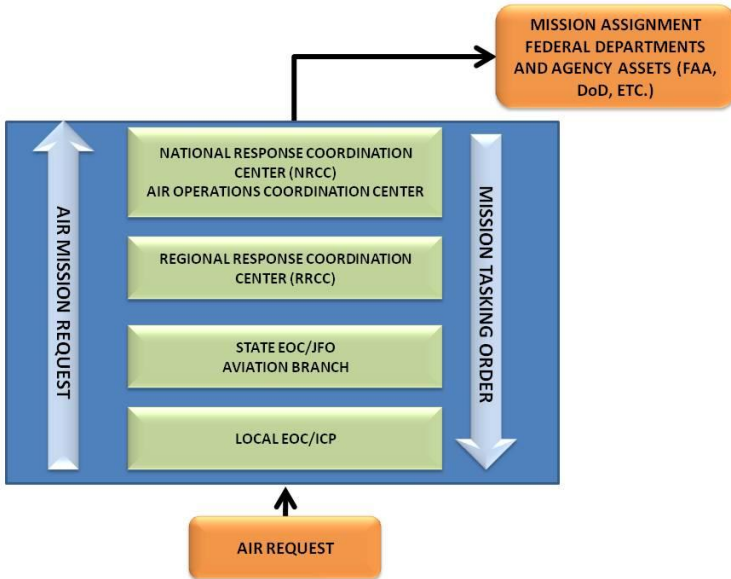 MISSION ASSIGNMENT
FEDERAL DEPARTMENTS
AND AGENCY ASSETS (FAA,
DoD, ETC.)
AIR MISSION REQUEST
NATIONAL RESPONSE COORDINATION
CENTER (NRCC)
AIR OPERATIONS COORDINATION CENTER
REGIONAL RESPONSE COORDINATION
CENTER (RRCC)
STATE EOC/JFO
AVIATION BRANCH
LOCAL EOC/ICP
MISSION TASKING ORDER
AIR REQUEST